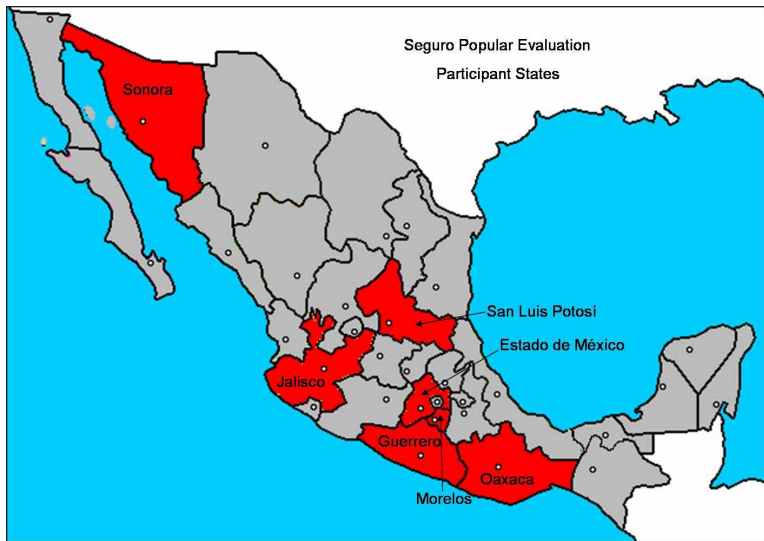 Seguro Popular Evaluation
Participant States
Sonora
San Luis Potosí
Estado de México
Jalisco
Guerrero
Oaxaca
Morelos